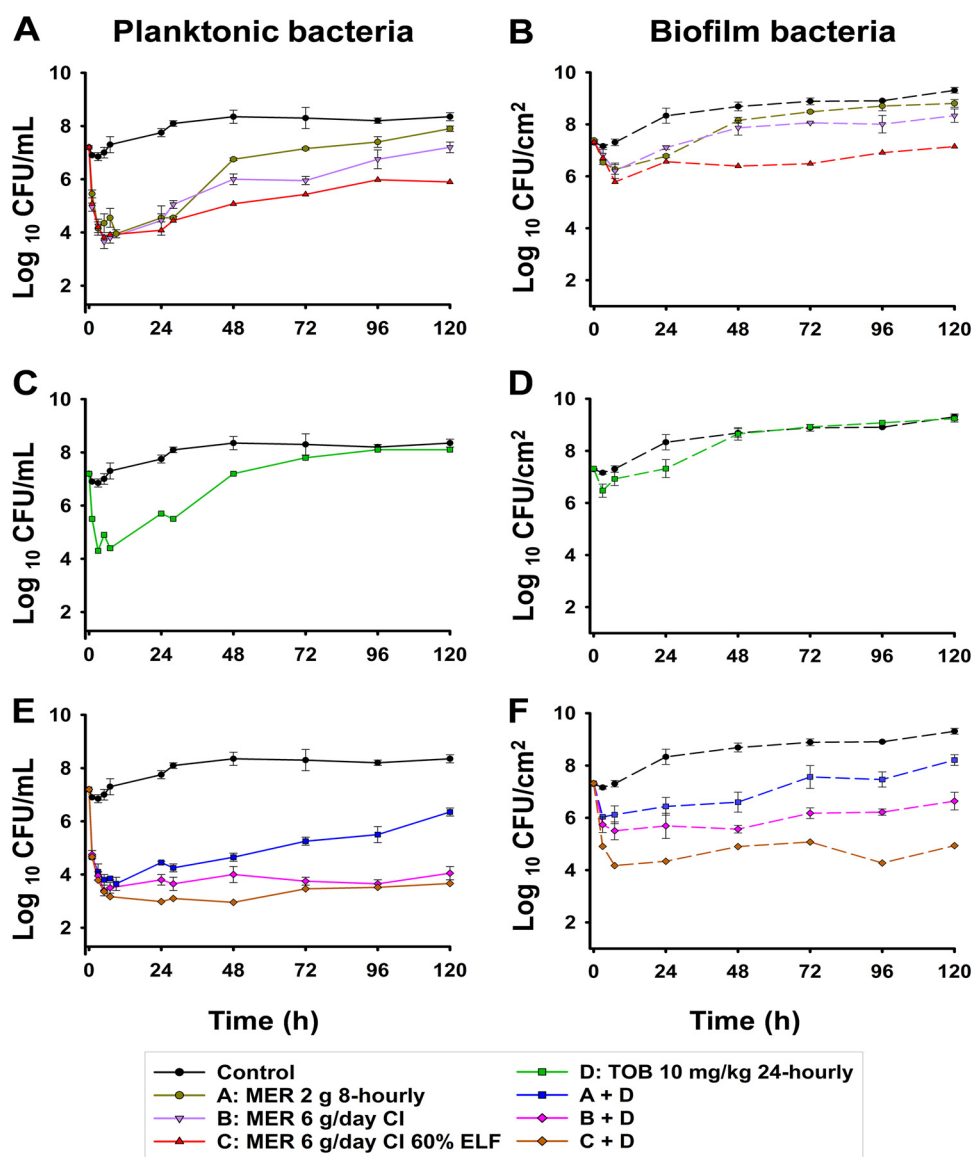 A Planktonic bacteria
B Biofilm bacteria
Log 10 CFU/mL
10
8
6
4
2
0 24 48 72 96 120
Log 10 CFU/cm2
10
8
6
4
2
0 24 48 72 96 120
C
Log 10 CFU/mL
10
8
6
4
2
0 24 48 72 96 120
D
Log 10 CFU/cm2
10
8
6
4
2
0 24 48 72 96 120
E
Log 10 CFU/mL
10
8
6
4
2
0 24 48 72 96 120
Time (h)
F
Log 10 CFU/cm2
10
8
6
4
2
0 24 48 72 96 120
Time (h)
Control
A: MER 2 g 8-hourly
B: MER 6 g/day CI
C: MER 6 g/day CI 60% ELF
D: TOB 10 mg/kg 24-hourly
A + D
B + D
C + D